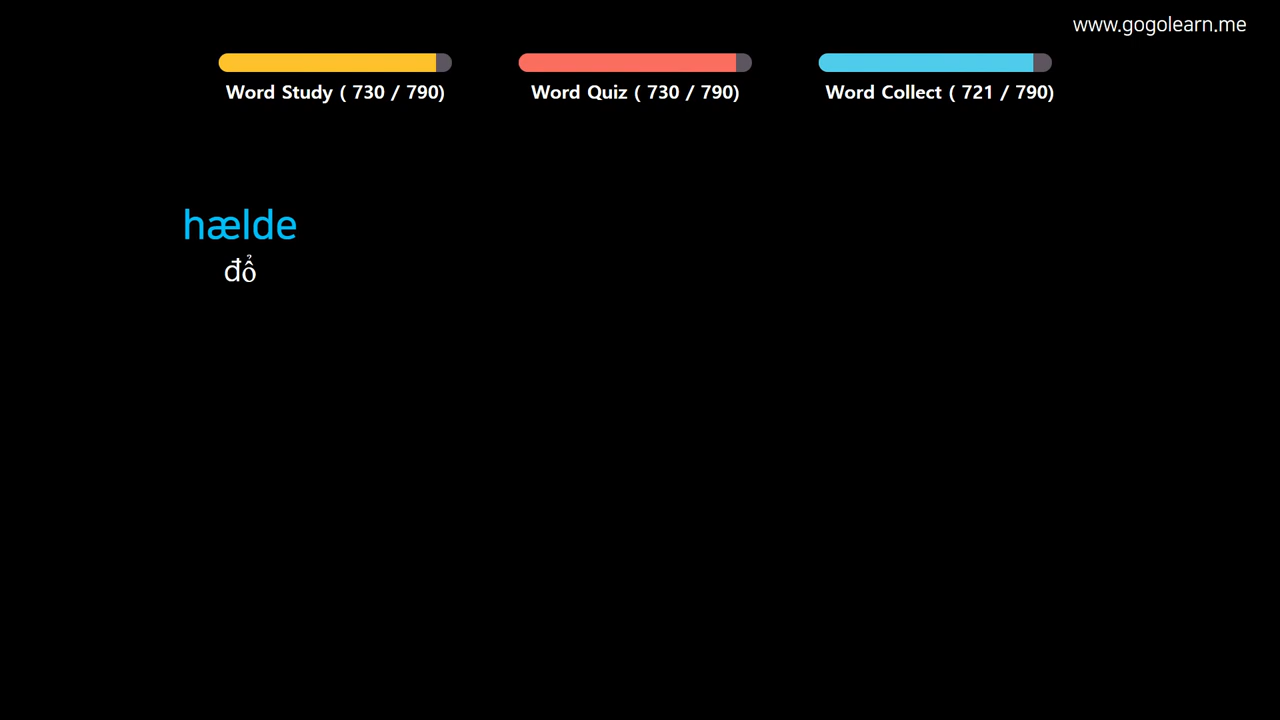 www.gogolearn.me
Word Study ( 730 / 790)
Word Quiz ( 730 / 790)
Word Collect ( 721 / 790)
hælde
đổ